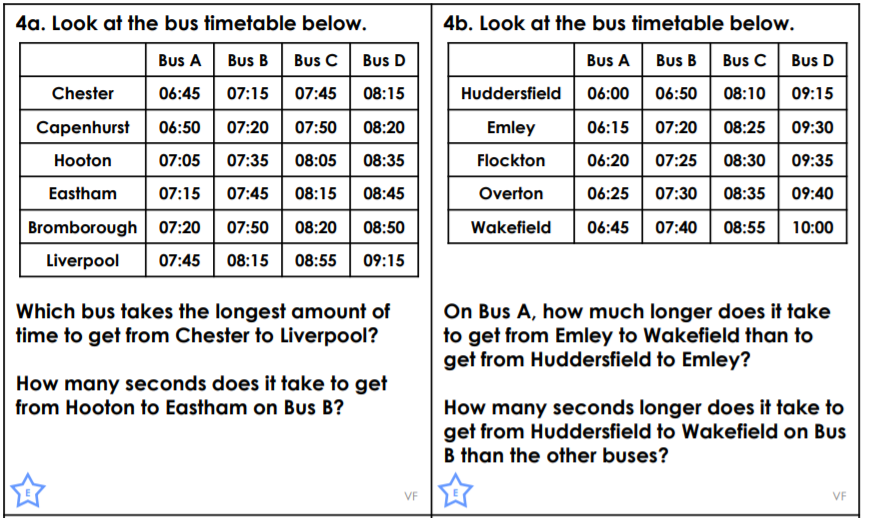 4a. Look at the bus timetable below.
Bus A Bus B Bus C Bus D
Chester 06:45 07:15 07:45 08:15
Capenhurst 06:50 07:20 07:50 08:20
Hooton 07:05 07:35 08:05 08:35
Eastham 07:15 07:45 08:15 08:45
Bromborough 07:20 07:50 08:20 08:50
Liverpool 07:45 08:15 08:55 09:15
Which bus takes the longest amount of
time to get from Chester to Liverpool?
How many seconds does it take to get
from Hooton to Eastham on Bus B?
E
VF
4b. Look at the bus timetable below.
Bus A Bus B Bus C Bus D
Huddersfield 06:00 06:50 08:10 09:15
Emley 06:15 07:20 08:25 09:30
Flockton 06:20 07:25 08:30 09:35
Overton 06:25 07:30 08:35 09:40
Wakefield 06:45 07:40 08:55 10:00
On Bus A, how much longer does it take
to get from Emley to Wakefield than to
get from Huddersfield to Emley?
How many seconds longer does it take to
get from Huddersfield to Wakefield on Bus
B than the other buses?
E
VF